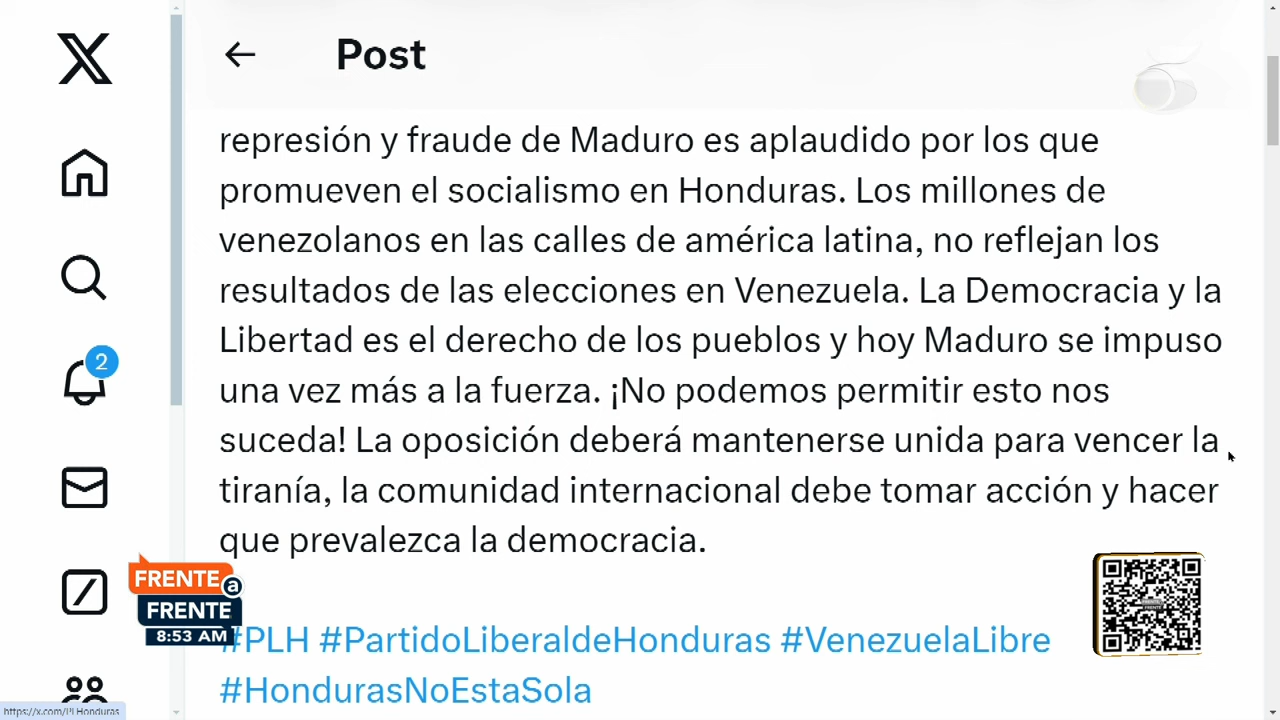 Post
represión y fraude de Maduro es aplaudido por los que
promueven el socialismo en Honduras. Los millones de
venezolanos en las calles de américa latina, no reflejan los
resultados de las elecciones en Venezuela. La Democracia y la
Libertad es el derecho de los pueblos y hoy Maduro se impuso
una vez más a la fuerza. ¡No podemos permitir esto nos
suceda! La oposición deberá mantenerse unida para vencer la
tiranía, la comunidad internacional debe tomar acción y hacer
que prevalezca la democracia.
#PLH #PartidoLiberaldeHonduras #VenezuelaLibre
#HondurasNoEstaSola
2
FRENTE a
FRENTE
8:53 AM
https://x.com/PLHonduras